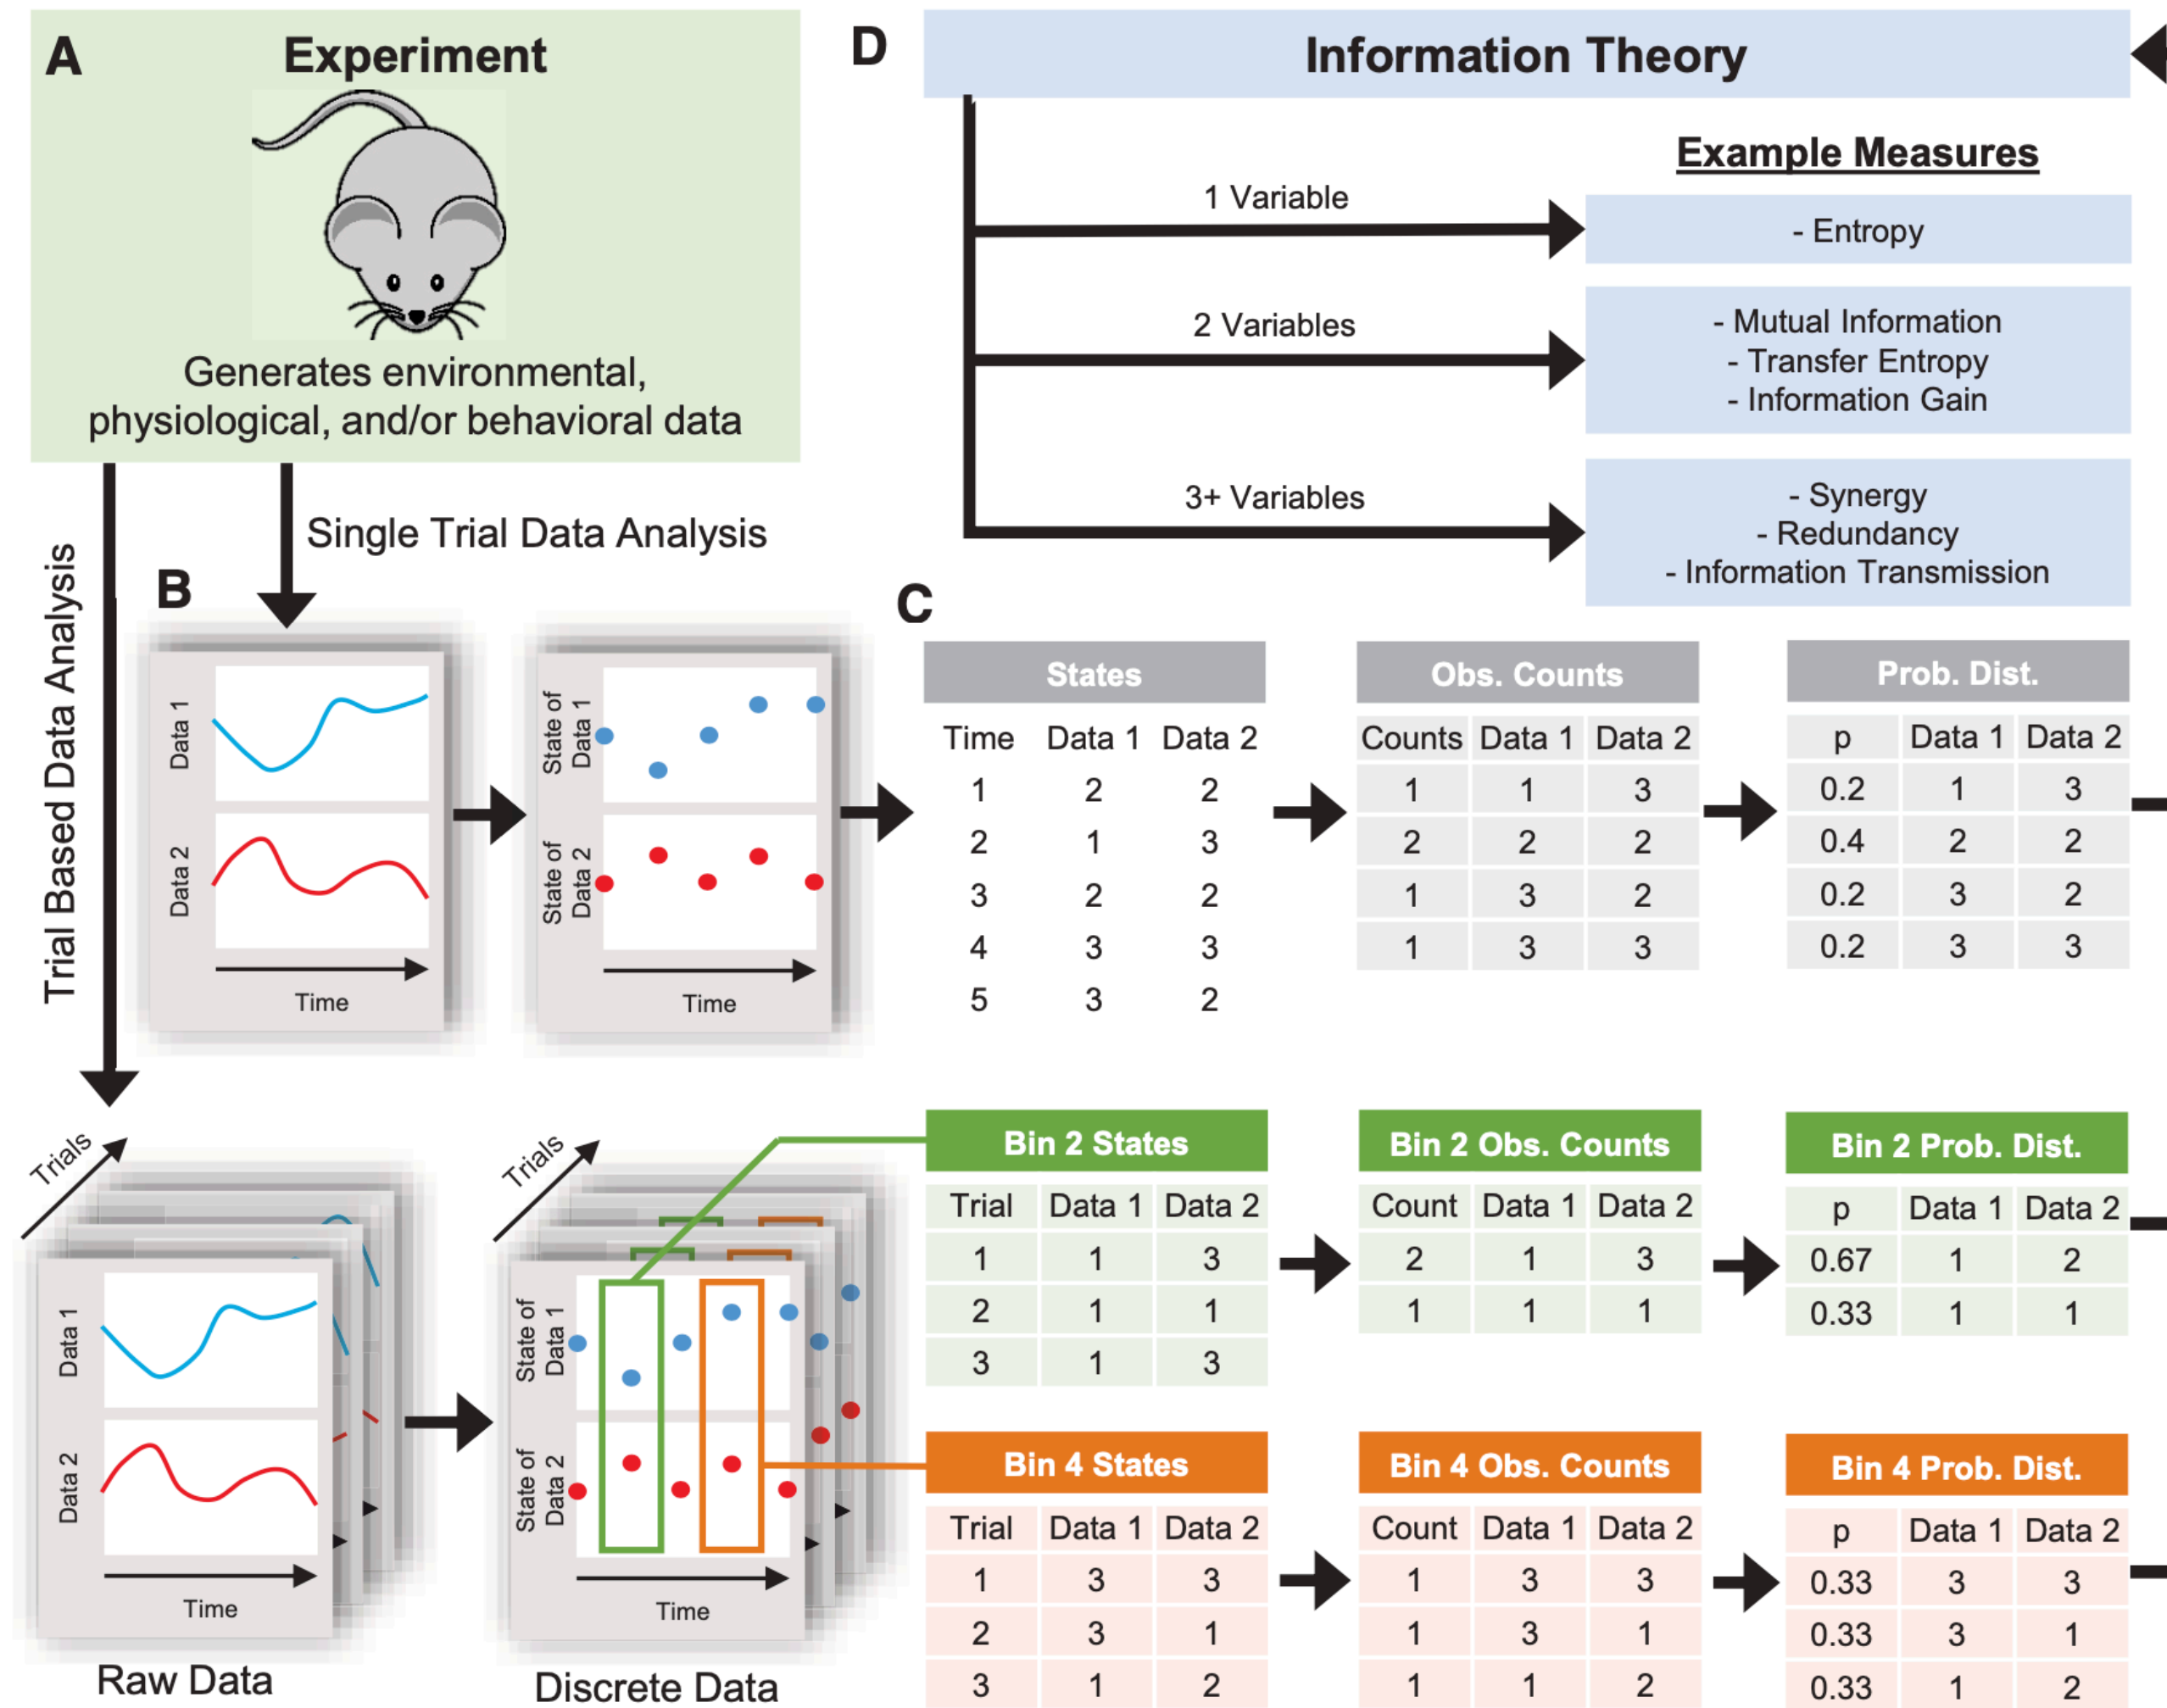 A
Experiment
Generates environmental,
physiological, and/or behavioral data
Trial Based Data Analysis
Single Trial Data Analysis
D
Information Theory
Example Measures
1 Variable
- Entropy
2 Variables
- Mutual Information
- Transfer Entropy
- Information Gain
3+ Variables
- Synergy
- Redundancy
- Information Transmission
B
Data 1
Data 2
Time
State of
Data 1
State of
Data 2
Time
C
States
Time Data 1 Data 2
1 2 2
2 1 3
3 2 2
4 3 3
5 3 2
Obs. Counts
Counts Data 1 Data 2
1 1 3
2 2 2
1 3 2
1 3 3
Prob. Dist.
p Data 1 Data 2
0.2 1 3
0.4 2 2
0.2 3 2
0.2 3 3
Trials
Data 1
Data 2
Time
Raw Data
Trials
State of
Data 1
State of
Data 2
Time
Discrete Data
Bin 2 States
Trial Data 1 Data 2
1 1 3
2 1 1
3 1 3
Bin 2 Obs. Counts
Count Data 1 Data 2
2 1 3
1 1 1
Bin 2 Prob. Dist.
p Data 1 Data 2
0.67 1 2
0.33 1 1
Bin 4 States
Trial Data 1 Data 2
1 3 3
2 3 1
3 1 2
Bin 4 Obs. Counts
Count Data 1 Data 2
1 3 3
1 3 1
1 1 2
Bin 4 Prob. Dist.
p Data 1 Data 2
0.33 3 3
0.33 3 1
0.33 1 2